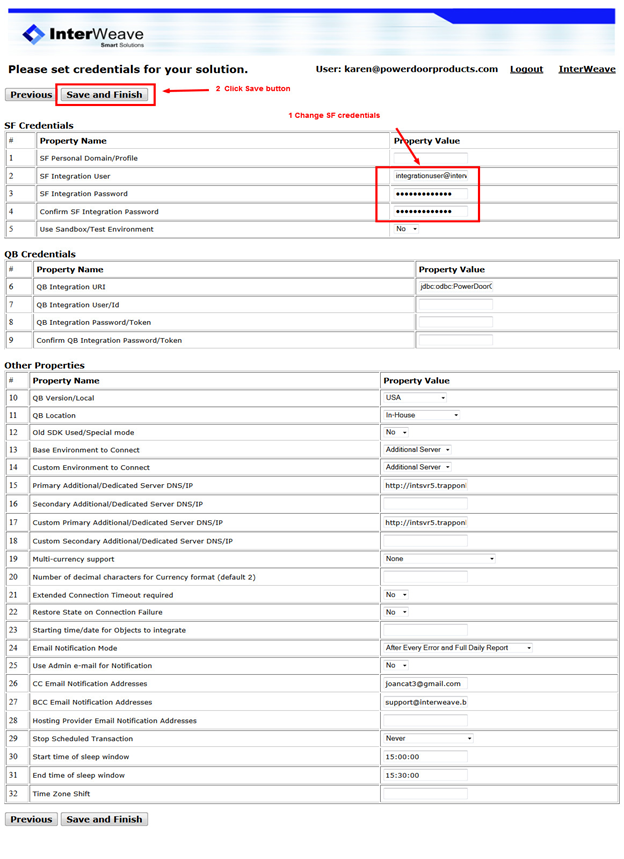 InterWeave
Smart Solutions
Please set credentials for your solution.
User: karen@powerdoorproducts.com Logout InterWeave
Previous Save and Finish
2 Click Save button
1 Change SF credentials
SF Credentials
# Property Name Property Value
1 SF Personal Domain/Profile
2 SF Integration User integrationuser@inter
3 SF Integration Password •••••••••••••
4 Confirm SF Integration Password •••••••••••••
5 Use Sandbox/Test Environment No
QB Credentials
# Property Name Property Value
6 QB Integration URI jdbc:odbc:PowerDoor
7 QB Integration User/Id
8 QB Integration Password/Token
9 Confirm QB Integration Password/Token
Other Properties
# Property Name Property Value
10 QB Version/Local USA
11 QB Location In-House
12 Old SDK Used/Special mode No
13 Base Environment to Connect Additional Server
14 Custom Environment to Connect Additional Server
15 Primary Additional/Dedicated Server DNS/IP http://intsvr5.trappon
16 Secondary Additional/Dedicated Server DNS/IP
17 Custom Primary Additional/Dedicated Server DNS/IP http://intsvr5.trappon
18 Custom Secondary Additional/Dedicated Server DNS/IP
19 Multi-currency support None
20 Number of decimal characters for Currency format (default 2)
21 Extended Connection Timeout required No
22 Restore State on Connection Failure No
23 Starting time/date for Objects to integrate
24 Email Notification Mode After Every Error and Full Daily Report
25 Use Admin e-mail for Notification No
26 CC Email Notification Addresses joancat3@gmail.com
27 BCC Email Notification Addresses support@interweave.b
28 Hosting Provider Email Notification Addresses
29 Stop Scheduled Transaction Never
30 Start time of sleep window 15:00:00
31 End time of sleep window 15:30:00
32 Time Zone Shift
Previous Save and Finish